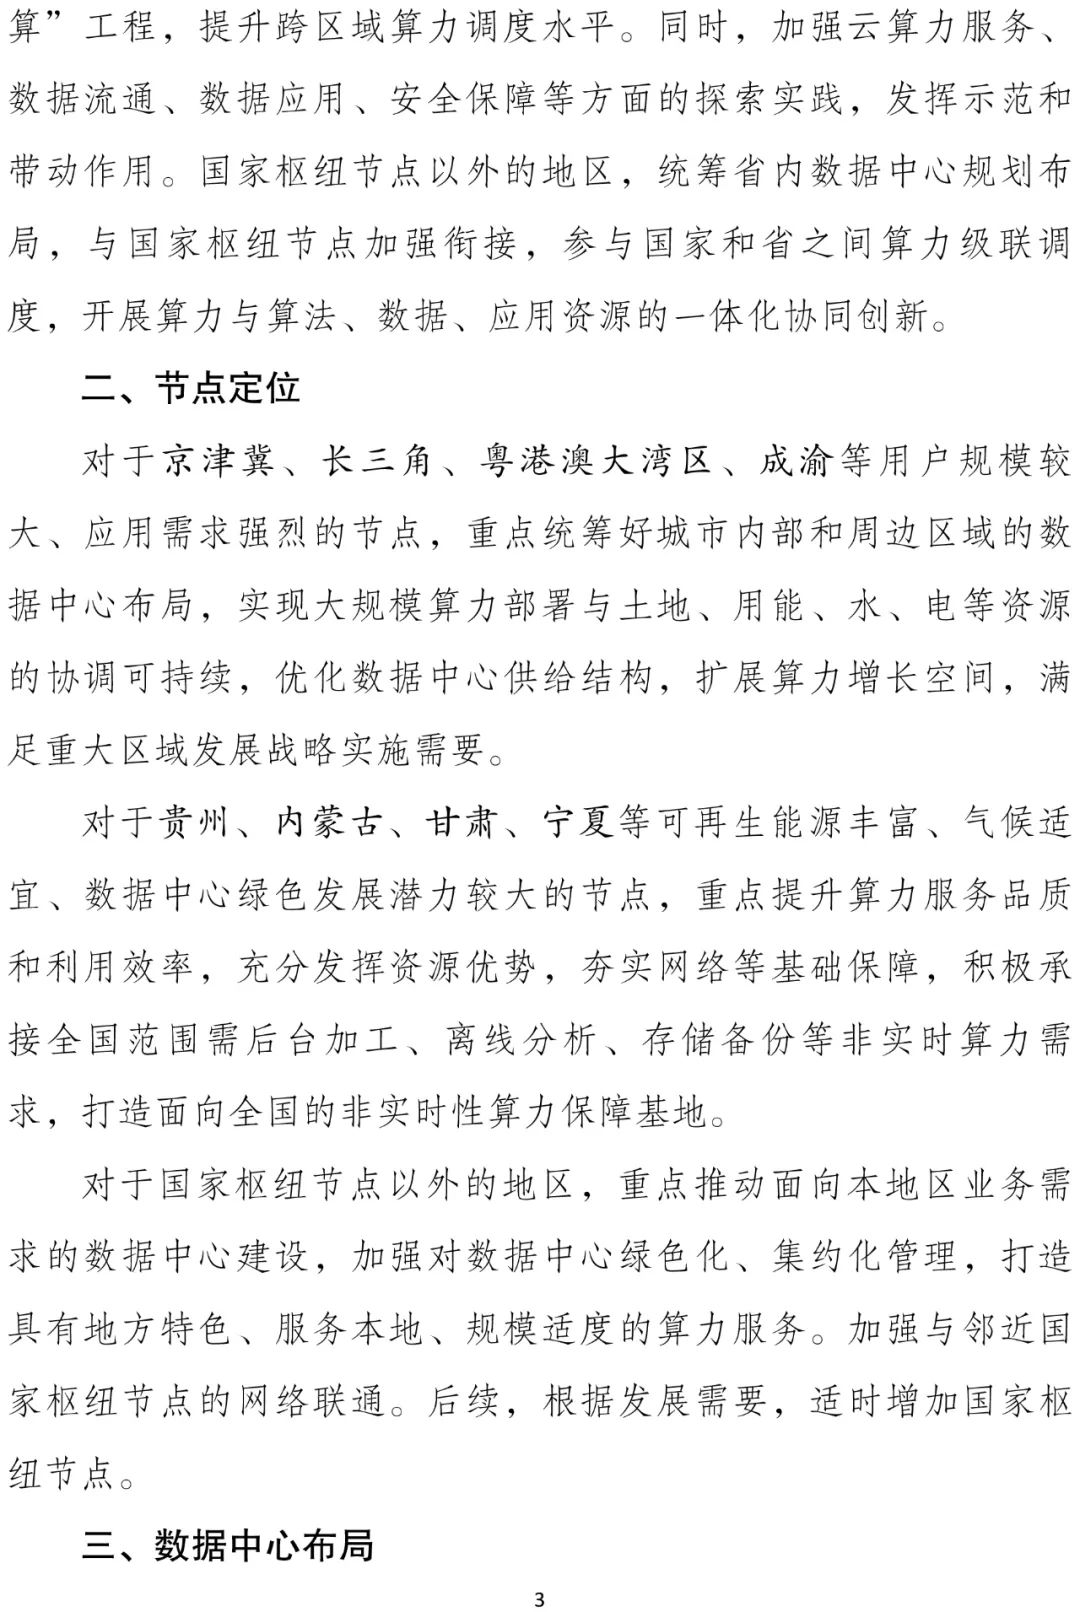 算”工程，提升跨区域算力调度水平。同时，加强云算力服务、
数据流通、数据应用、安全保障等方面的探索实践，发挥示范和
带动作用。国家枢纽节点以外的地区，统筹省内数据中心规划布
局，与国家枢纽节点加强衔接，参与国家和省之间算力级联调
度，开展算力与算法、数据、应用资源的一体化协同创新。
二、节点定位
对于京津冀、长三角、粤港澳大湾区、成渝等用户规模较
大、应用需求强烈的节点，重点统筹好城市内部和周边区域的数
据中心布局，实现大规模算力部署与土地、用能、水、电等资源
的协调可持续，优化数据中心供给结构，扩展算力增长空间，满
足重大区域发展战略实施需要。
对于贵州、内蒙古、甘肃、宁夏等可再生能源丰富、气候适
宜、数据中心绿色发展潜力较大的节点，重点提升算力服务品质
和利用效率，充分发挥资源优势，夯实网络等基础保障，积极承
接全国范围需后台加工、离线分析、存储备份等非实时算力需
求，打造面向全国的非实时性算力保障基地。
对于国家枢纽节点以外的地区，重点推动面向本地区业务需
求的数据中心建设，加强对数据中心绿色化、集约化管理，打造
具有地方特色、服务本地、规模适度的算力服务。加强与邻近国
家枢纽节点的网络联通。后续，根据发展需要，适时增加国家枢
纽节点。
三、数据中心布局
3